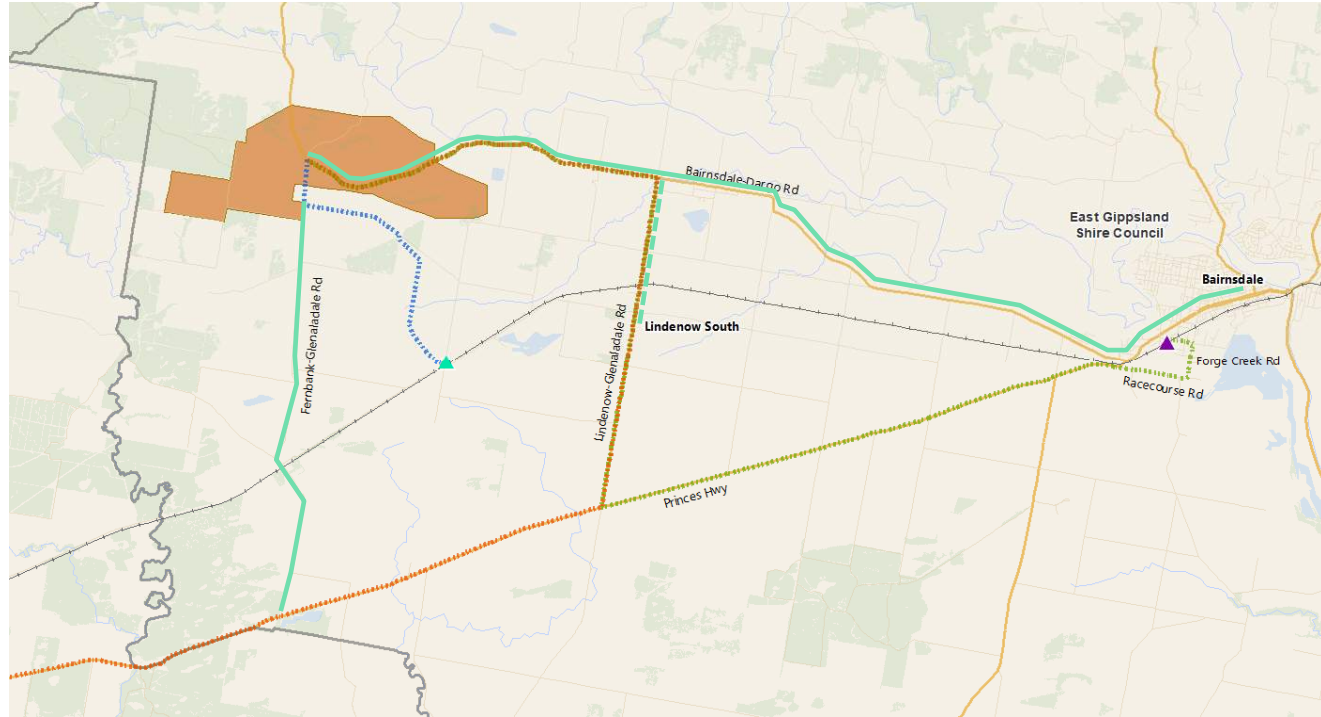 Bairnsdale-Dargo Rd
East Gippsland
Shire Council
Bairnsdale
Fernbank-Glenaladale Rd
Lindenow-Glenaladale Rd
Lindenow South
Forge Creek Rd
Racecourse Rd
Princes Hwy